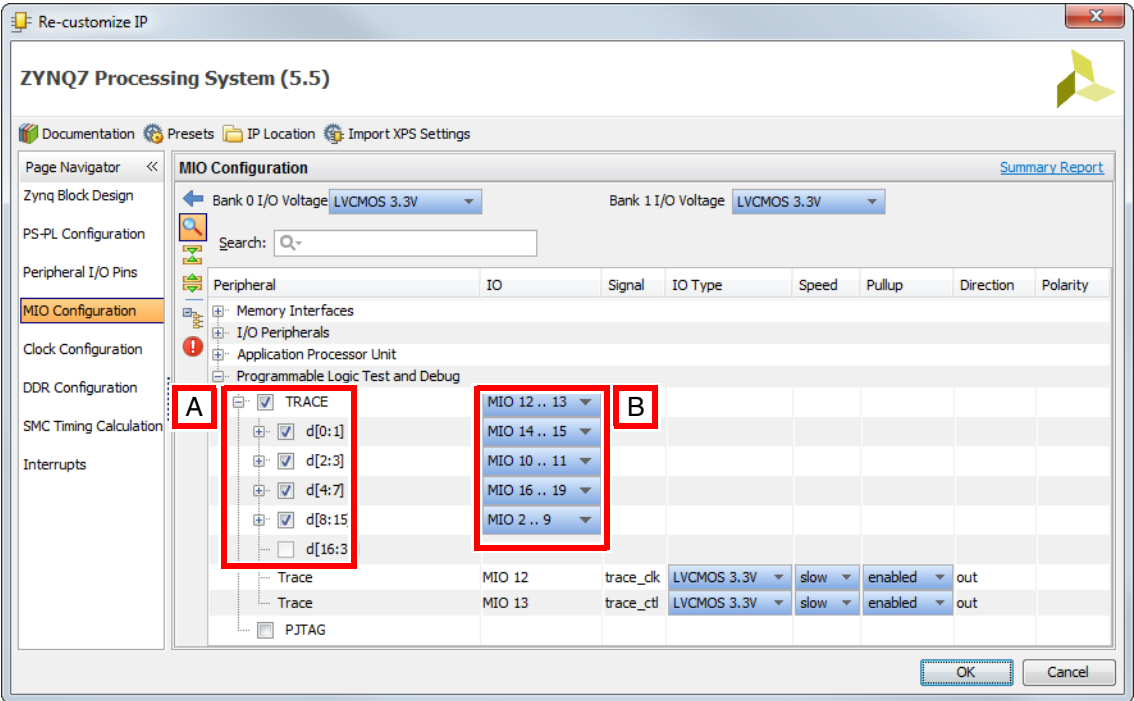 Re-customize IP
ZYNQ7 Processing System (5.5)
Documentation Presets IP Location Import XPS Settings
Page Navigator «
Zynq Block Design
PS-PL Configuration
Peripheral I/O Pins
MIO Configuration
Clock Configuration
DDR Configuration
SMC Timing Calculation
Interrupts
MIO Configuration Summary Report
Bank 0 I/O Voltage LVCMOS 3.3V Bank 1 I/O Voltage LVCMOS 3.3V
Search:
Peripheral IO Signal IO Type Speed Pullup Direction Polarity
Memory Interfaces
I/O Peripherals
Application Processor Unit
Programmable Logic Test and Debug
A TRACE MIO 12 .. 13 B
d[0:1] MIO 14 .. 15
d[2:3] MIO 10 .. 11
d[4:7] MIO 16 .. 19
d[8:15] MIO 2 .. 9
d[16:3
Trace MIO 12 trace_clk LVCMOS 3.3V slow enabled out
Trace MIO 13 trace_ctl LVCMOS 3.3V slow enabled out
PJTAG
OK Cancel